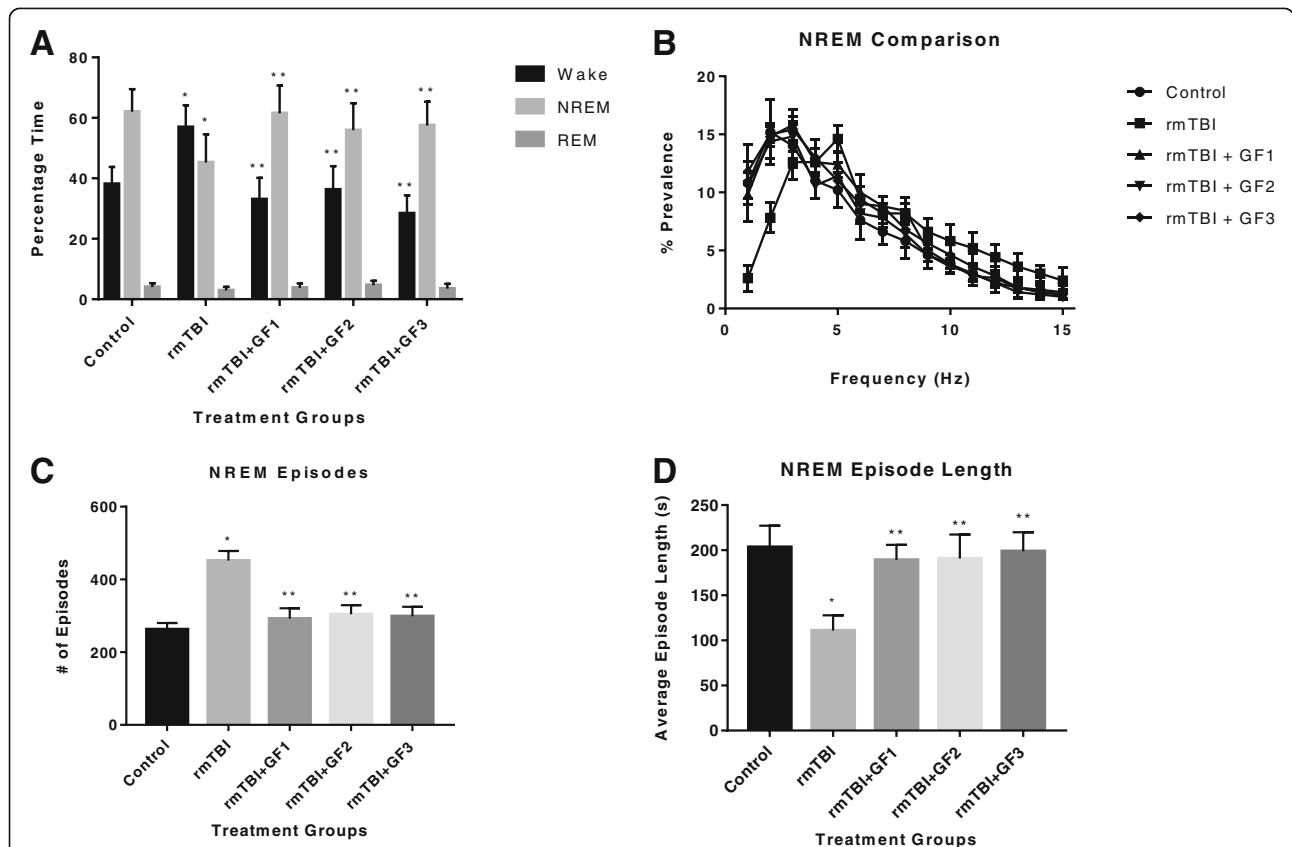 A
80
60
40
20
0
Percentage Time
* * * * * * * *
* * * * * *
Control
rmTBI
rmTBI+GF1
rmTBI+GF2
rmTBI+GF3
Treatment Groups
Wake
NREM
REM
B
NREM Comparison
20
15
10
5
0
% Prevalence
0 5 10 15
Frequency (Hz)
Control
rmTBI
rmTBI + GF1
rmTBI + GF2
rmTBI + GF3
C
NREM Episodes
600
400
200
0
# of Episodes
* ** ** **
Control
rmTBI
rmTBI+GF1
rmTBI+GF2
rmTBI+GF3
Treatment Groups
D
NREM Episode Length
250
200
150
100
50
0
Average Episode Length (s)
* ** ** **
Control
rmTBI
rmTBI+GF1
rmTBI+GF2
rmTBI+GF3
Treatment Groups